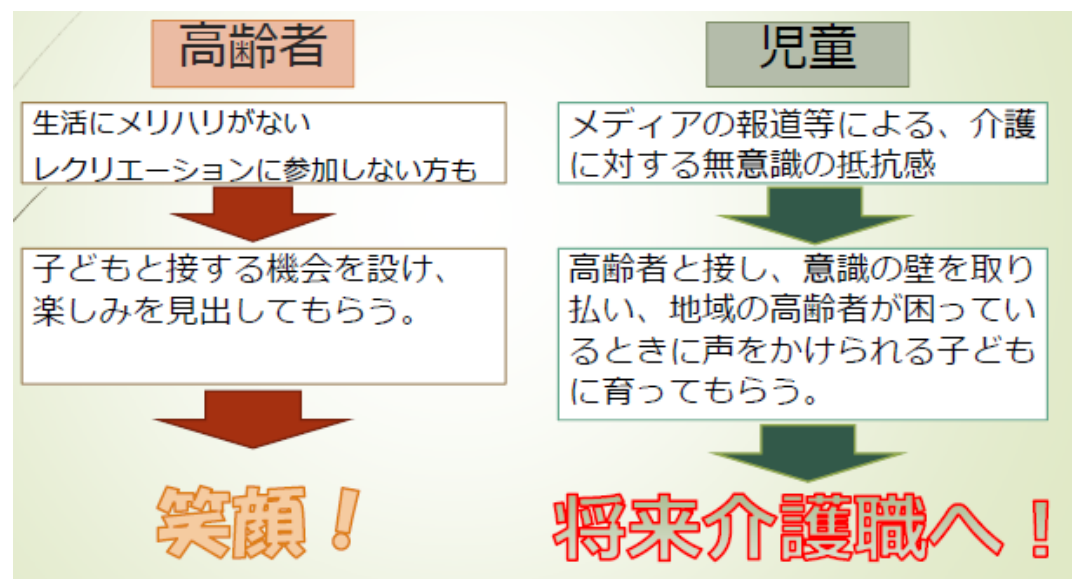 高齢者
生活にメリハリがない
レクリエーションに参加しない方も
子どもと接する機会を設け、
楽しみを見出してもらう。
笑顔！
児童
メディアの報道等による、介護
に対する無意識の抵抗感
高齢者と接し、意識の壁を取り
払い、地域の高齢者が困ってい
るときに声をかけられる子ども
に育ってもらう。
将来介護職へ！